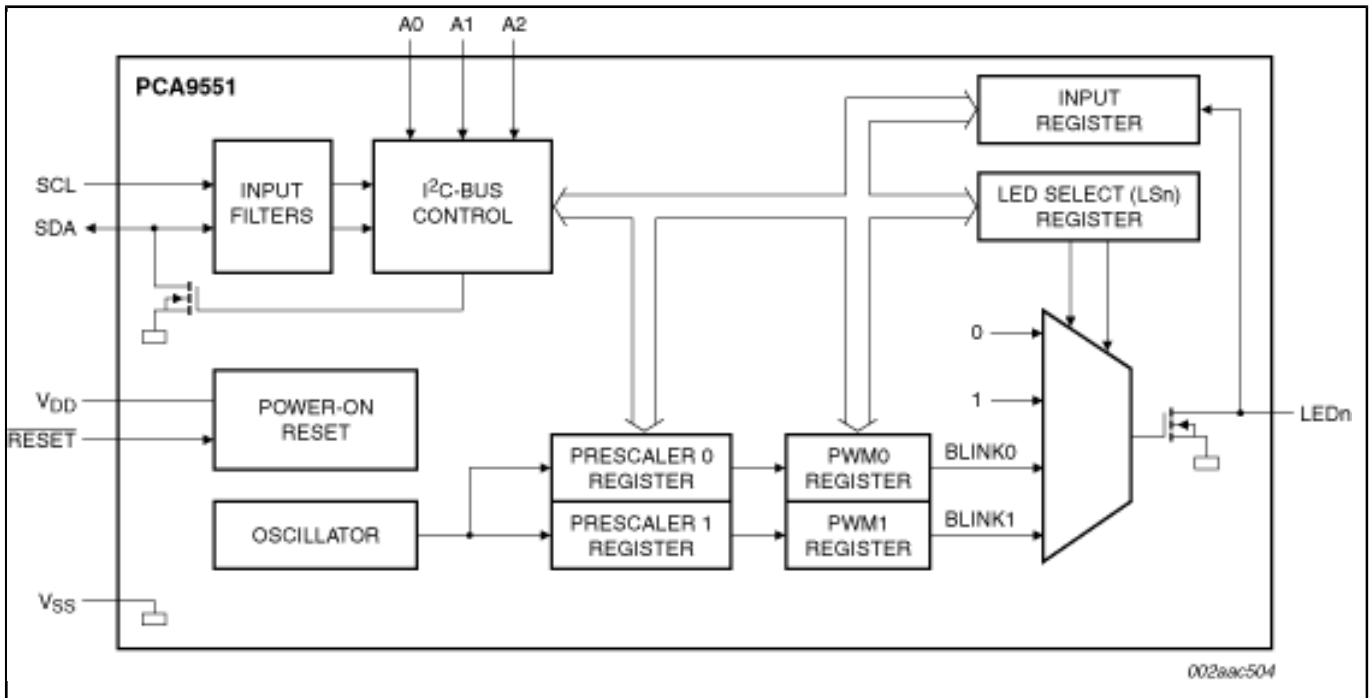 A0 A1 A2
PCA9551
INPUT
REGISTER
SCL
SDA
INPUT
FILTERS
I²C-BUS
CONTROL
LED SELECT (LSn)
REGISTER
0
1
VDD
RESET
POWER-ON
RESET
LEDn
PRESCALER 0
REGISTER
PWM0
REGISTER
BLINK0
OSCILLATOR
PRESCALER 1
REGISTER
PWM1
REGISTER
BLINK1
VSS
002aac504